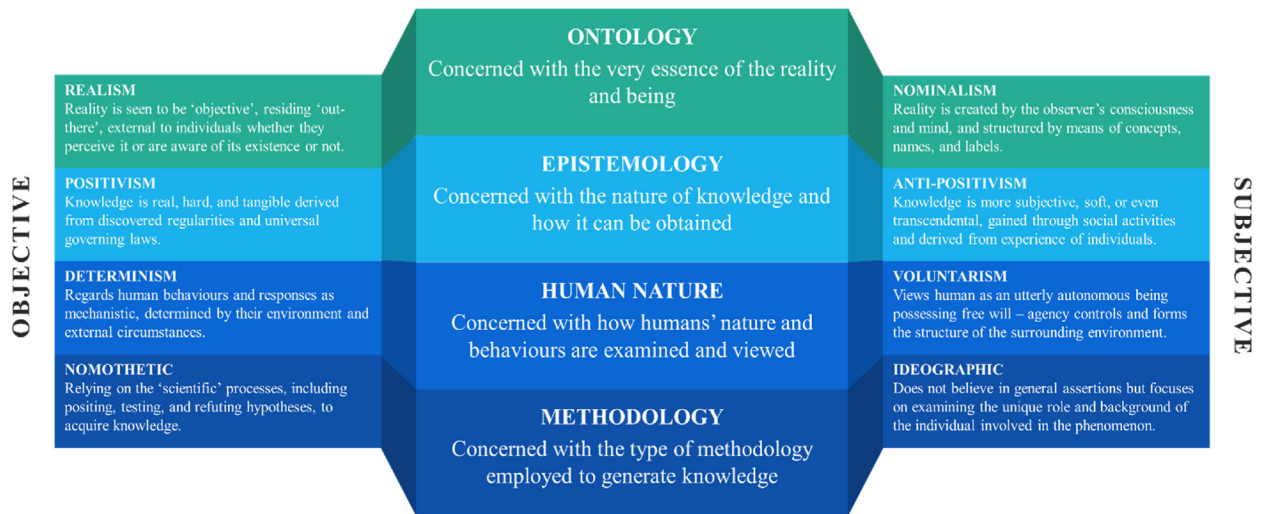 OBJECTIVE
REALISM
Reality is seen to be ‘objective’, residing ‘out-
there’, external to individuals whether they
perceive it or are aware of its existence or not.
POSITIVISM
Knowledge is real, hard, and tangible derived
from discovered regularities and universal
governing laws.
DETERMINISM
Regards human behaviours and responses as
mechanistic, determined by their environment and
external circumstances.
NOMOTHETIC
Relying on the ‘scientific’ processes, including
positing, testing, and refuting hypotheses, to
acquire knowledge.
ONTOLOGY
Concerned with the very essence of the reality
and being
EPISTEMOLOGY
Concerned with the nature of knowledge and
how it can be obtained
HUMAN NATURE
Concerned with how humans’ nature and
behaviours are examined and viewed
METHODOLOGY
Concerned with the type of methodology
employed to generate knowledge
NOMINALISM
Reality is created by the observer’s consciousness
and mind, and structured by means of concepts,
names, and labels.
ANTI-POSITIVISM
Knowledge is more subjective, soft, or even
transcendental, gained through social activities
and derived from experience of individuals.
VOLUNTARISM
Views human as an utterly autonomous being
possessing free will – agency controls and forms
the structure of the surrounding environment.
IDEOGRAPHIC
Does not believe in general assertions but focuses
on examining the unique role and background of
the individual involved in the phenomenon.
SUBJECTIVE